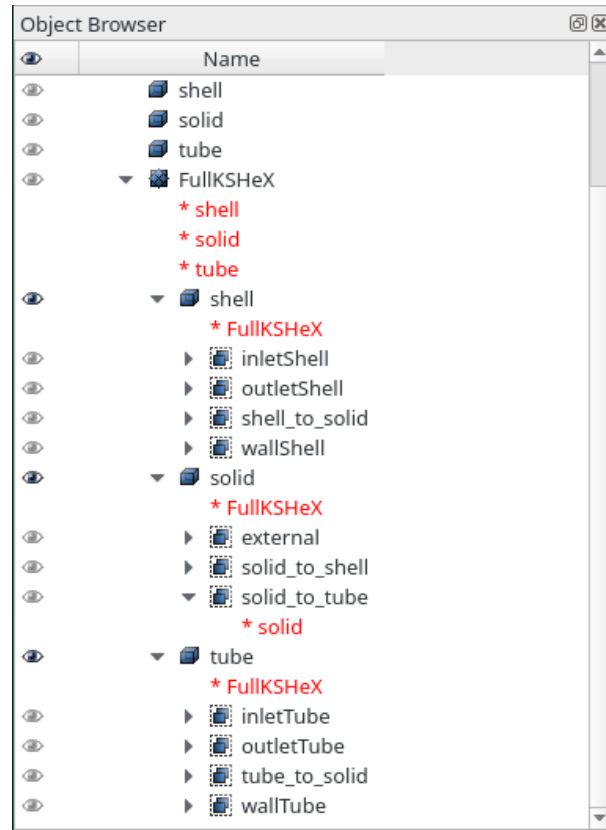 Object Browser
Name
shell
solid
tube
FullKSHeX
* shell
* solid
* tube
shell
* FullKSHeX
inletShell
outletShell
shell_to_solid
wallShell
solid
* FullKSHeX
external
solid_to_shell
solid_to_tube
* solid
tube
* FullKSHeX
inletTube
outletTube
tube_to_solid
wallTube